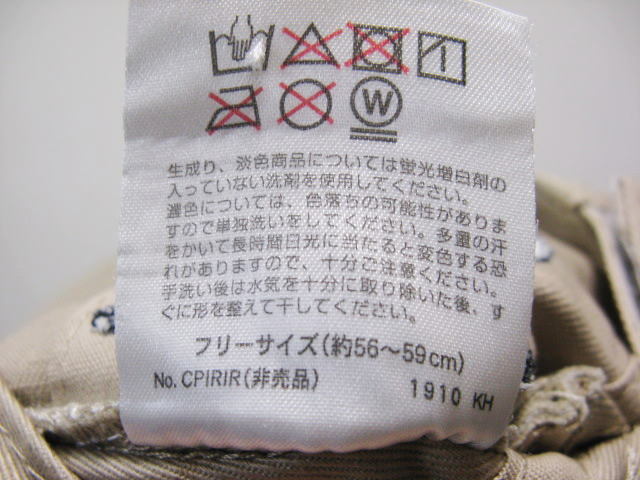 W
生成り、淡色商品については蛍光増白剤の
入っていない洗剤を使用してください。
濃色については、色落ちの可能性がありま
すので単独洗いをしてください。多量の汗
をかいて長時間日光に当たると変色する恐
れがありますので、十分ご注意ください。
手洗い後は水気を十分に取り除いた後、す
ぐに形を整えて干してください。
フリーサイズ(約56～59cm)
No. CPIRIR(非売品)
1910 KH